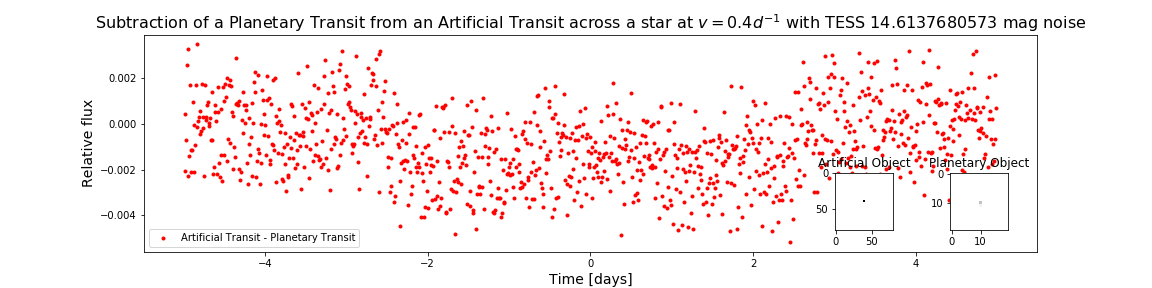 Subtraction of a Planetary Transit from an Artificial Transit across a star at v = 0.4d⁻¹ with TESS 14.6137680573 mag noise
Relative flux
0.002
0.000
−0.002
−0.004
Artificial Transit - Planetary Transit
Artificial Object
0
50
0 50
Planetary Object
0
10
0 10
−4 −2 0 2 4
Time [days]